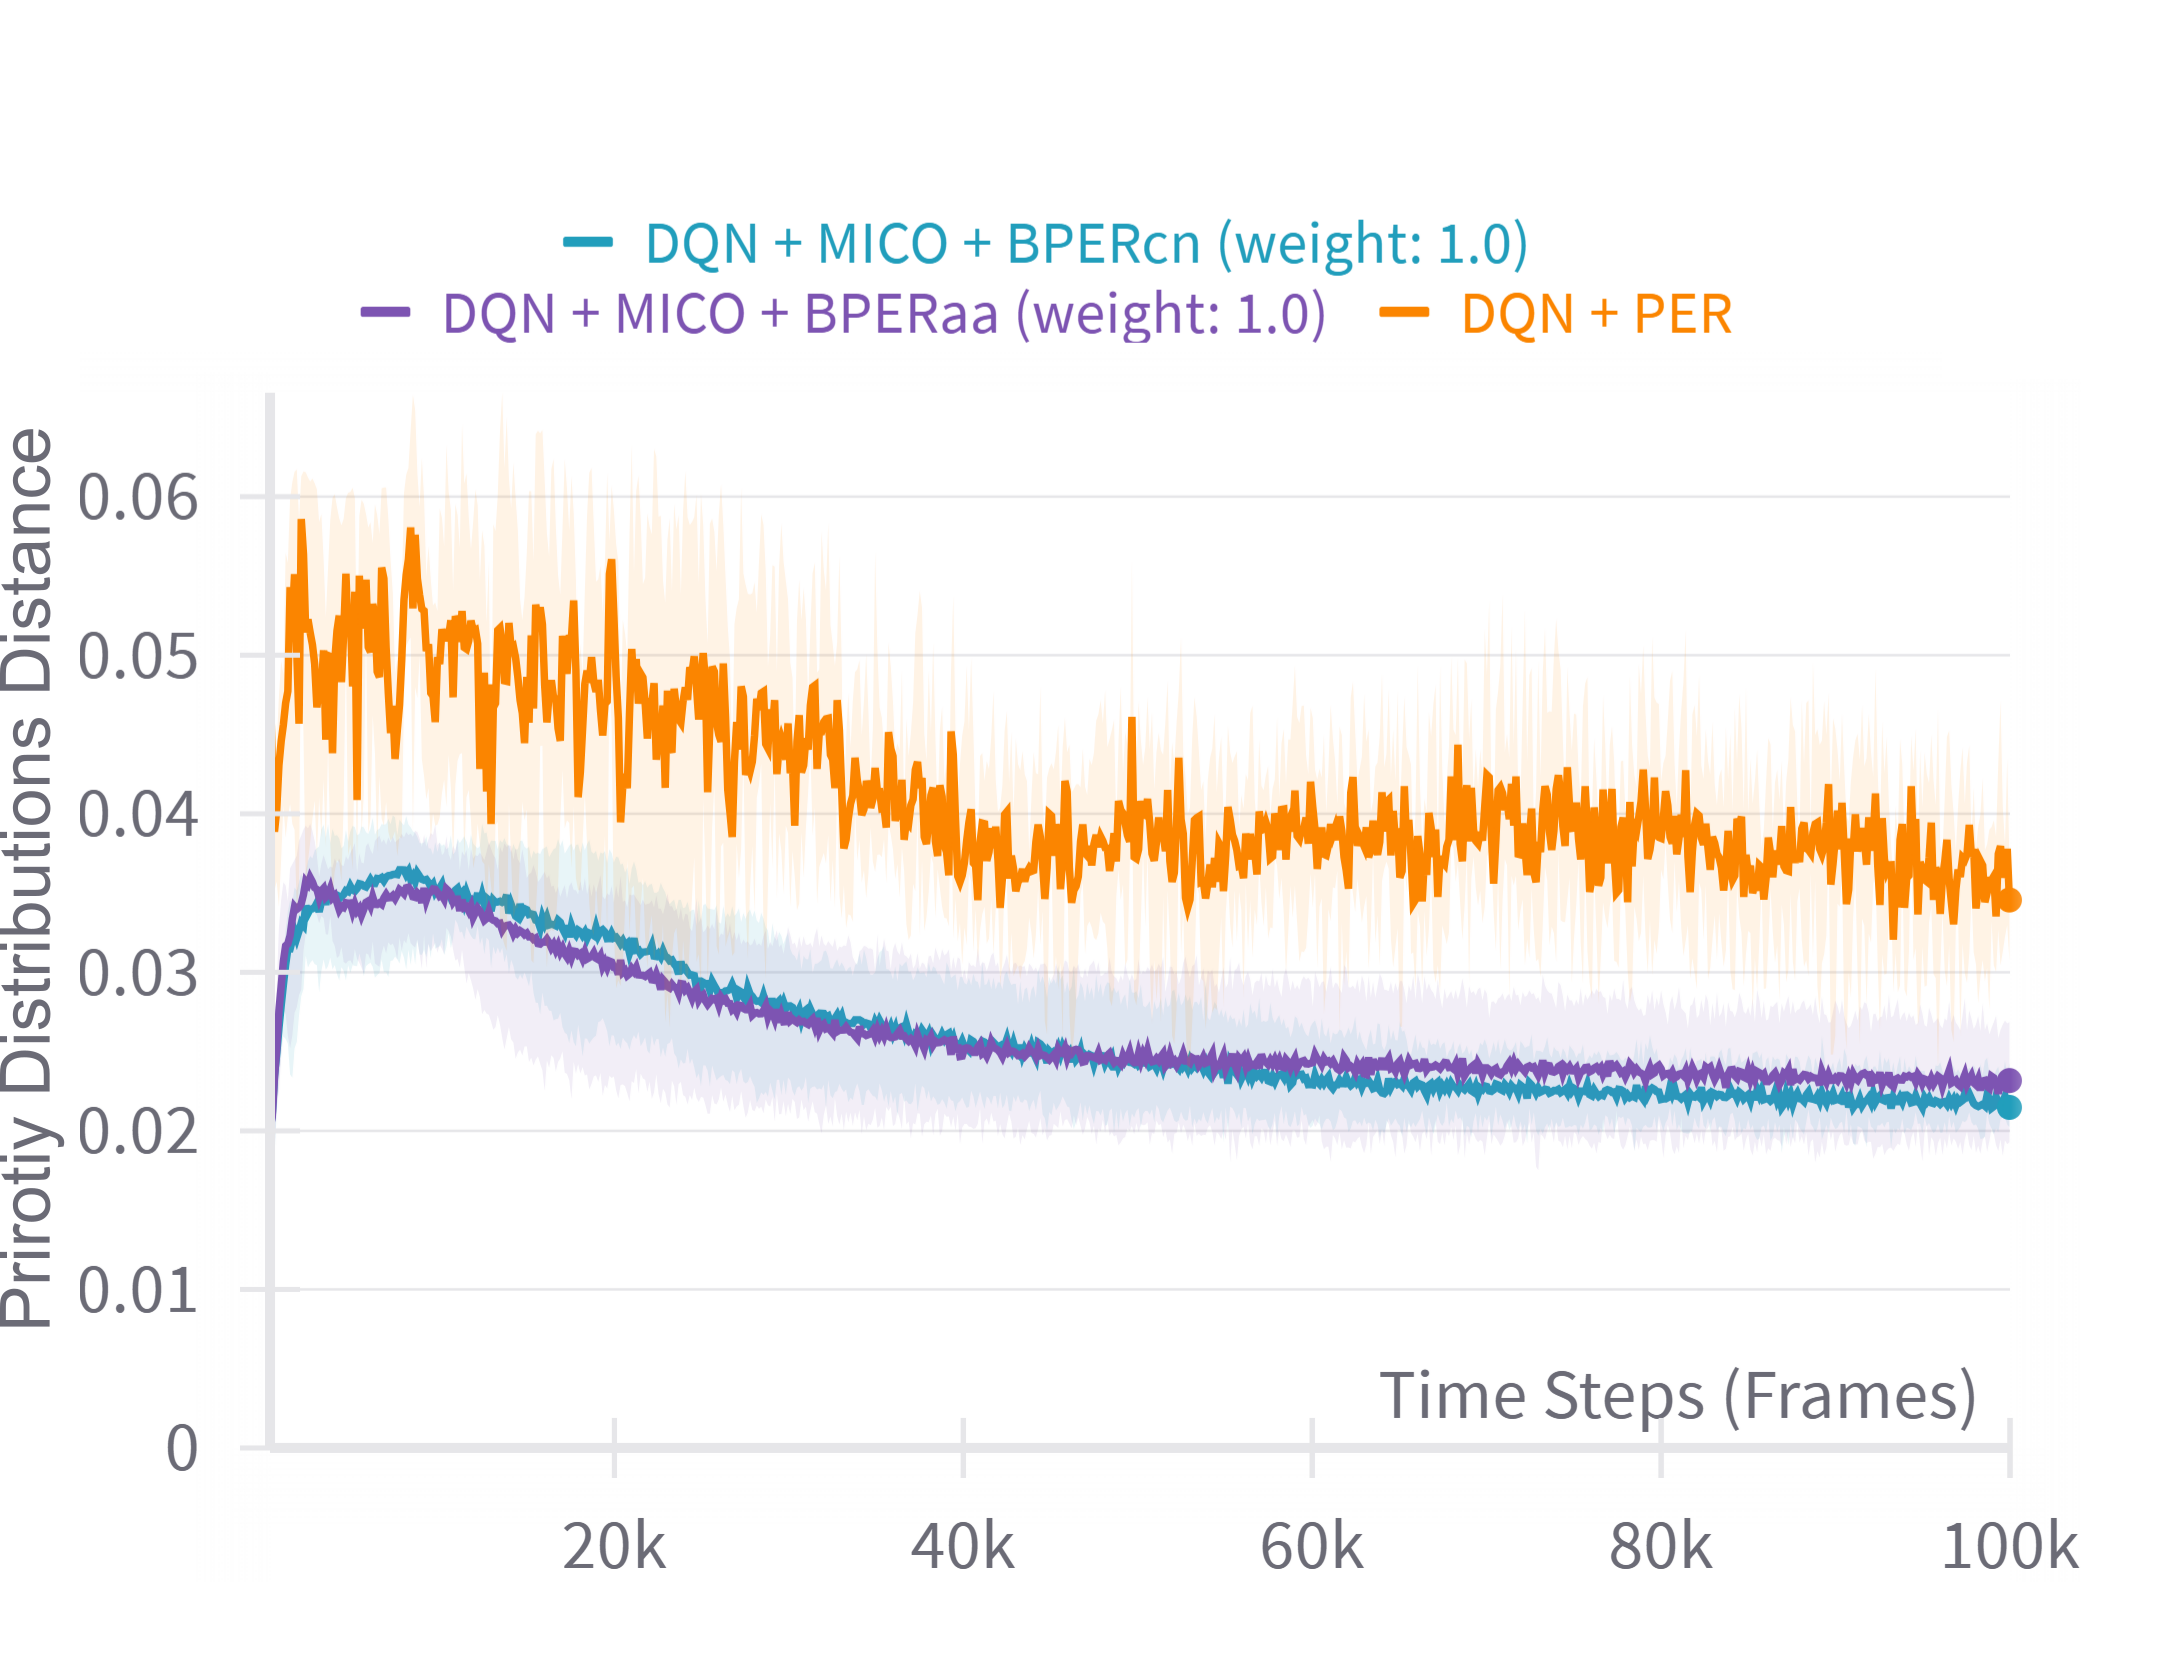 DQN + MICO + BPERcn (weight: 1.0)
DQN + MICO + BPERaa (weight: 1.0) DQN + PER
Prirotiy Distributions Distance
0.06
0.05
0.04
0.03
0.02
0.01
0
Time Steps (Frames)
20k 40k 60k 80k 100k